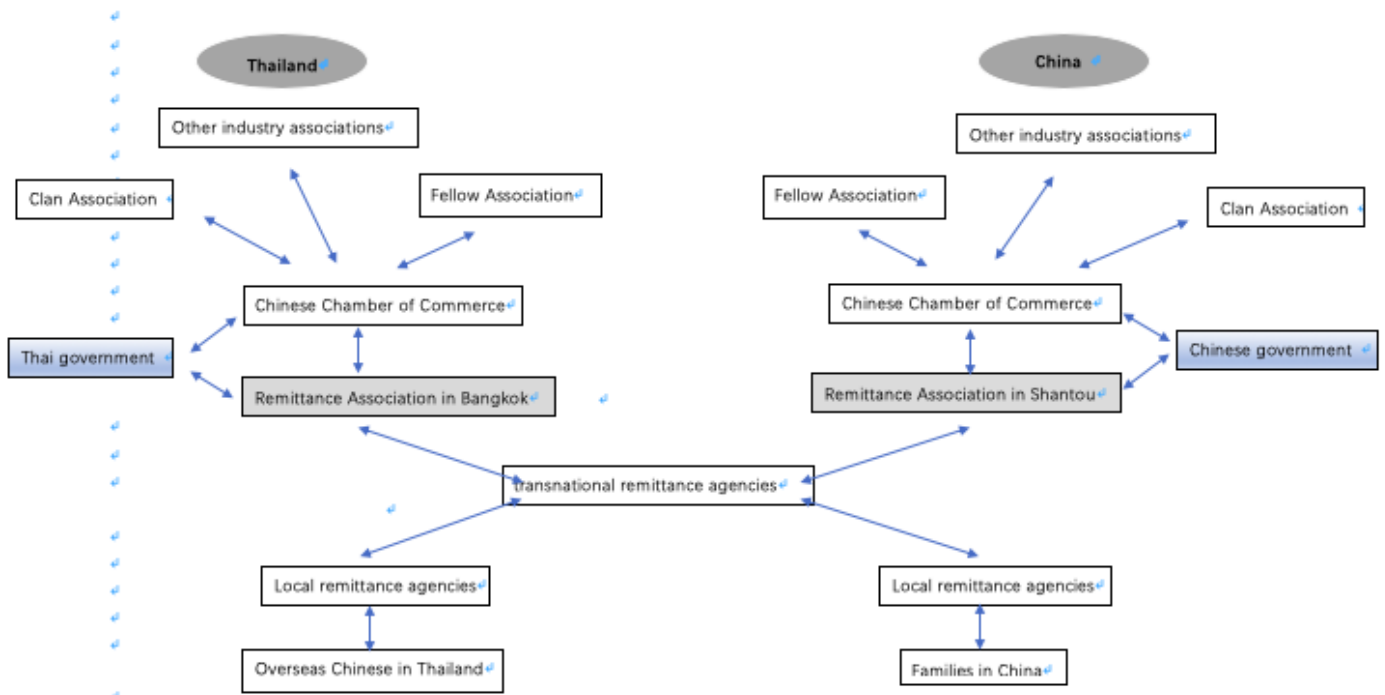 Thailand
China
Other industry associations
Other industry associations
Clan Association
Fellow Association
Fellow Association
Clan Association
Chinese Chamber of Commerce
Chinese Chamber of Commerce
Thai government
Chinese government
Remittance Association in Bangkok
Remittance Association in Shantou
transnational remittance agencies
Local remittance agencies
Local remittance agencies
Overseas Chinese in Thailand
Families in China